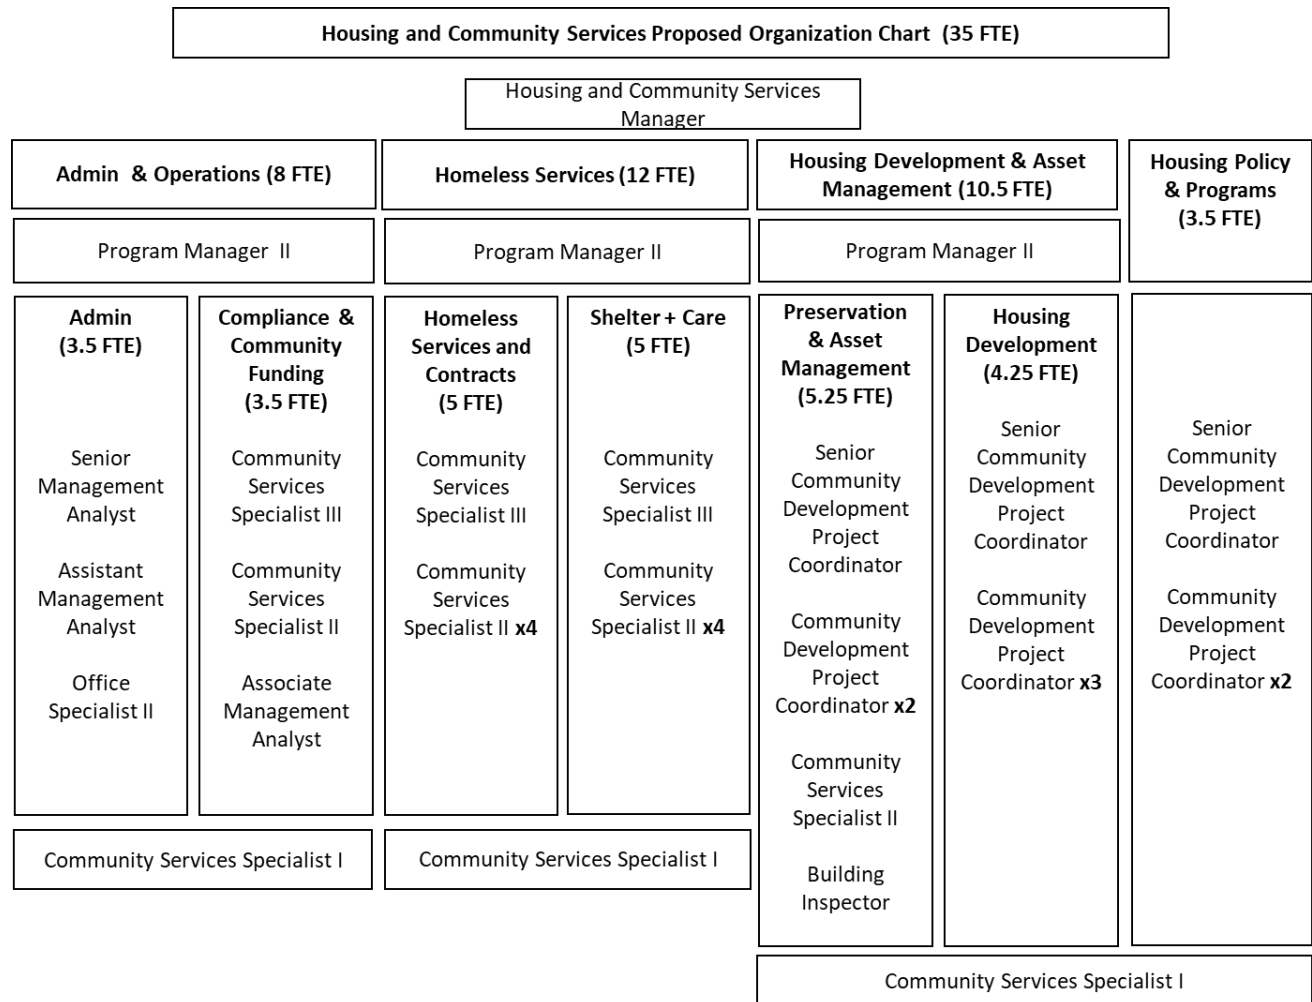 Housing and Community Services Proposed Organization Chart (35 FTE)
Housing and Community Services
Manager
Admin & Operations (8 FTE)
Program Manager II
Admin
(3.5 FTE)
Senior
Management
Analyst
Assistant
Management
Analyst
Office
Specialist II
Compliance &
Community
Funding
(3.5 FTE)
Community
Services
Specialist III
Community
Services
Specialist II
Associate
Management
Analyst
Community Services Specialist I
Homeless Services (12 FTE)
Program Manager II
Homeless
Services and
Contracts
(5 FTE)
Community
Services
Specialist III
Community
Services
Specialist II x4
Shelter + Care
(5 FTE)
Community
Services
Specialist III
Community
Services
Specialist II x4
Community Services Specialist I
Housing Development & Asset
Management (10.5 FTE)
Program Manager II
Preservation
& Asset
Management
(5.25 FTE)
Senior
Community
Development
Project
Coordinator
Community
Development
Project
Coordinator x2
Community
Services
Specialist II
Building
Inspector
Housing
Development
(4.25 FTE)
Senior
Community
Development
Project
Coordinator
Community
Development
Project
Coordinator x3
Housing Policy
& Programs
(3.5 FTE)
Senior
Community
Development
Project
Coordinator
Community
Development
Project
Coordinator x2
Community Services Specialist I